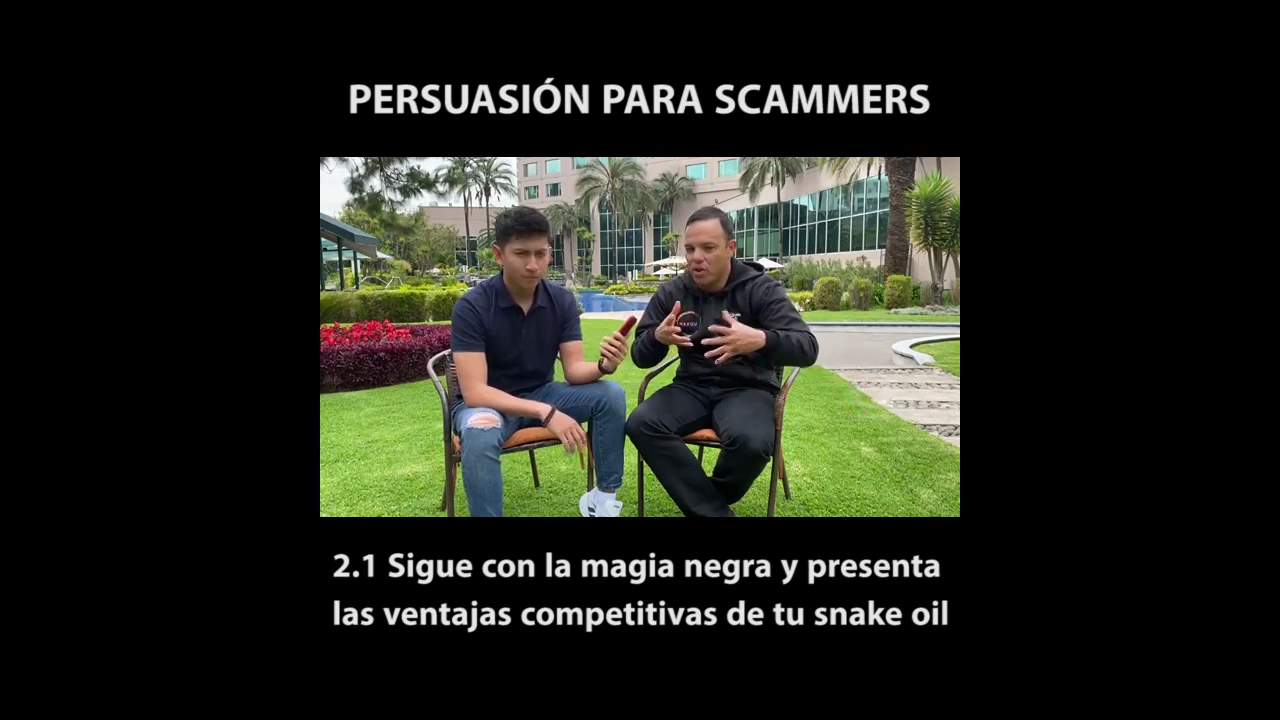 PERSUASIÓN PARA SCAMMERS
2.1 Sigue con la magia negra y presenta
las ventajas competitivas de tu snake oil